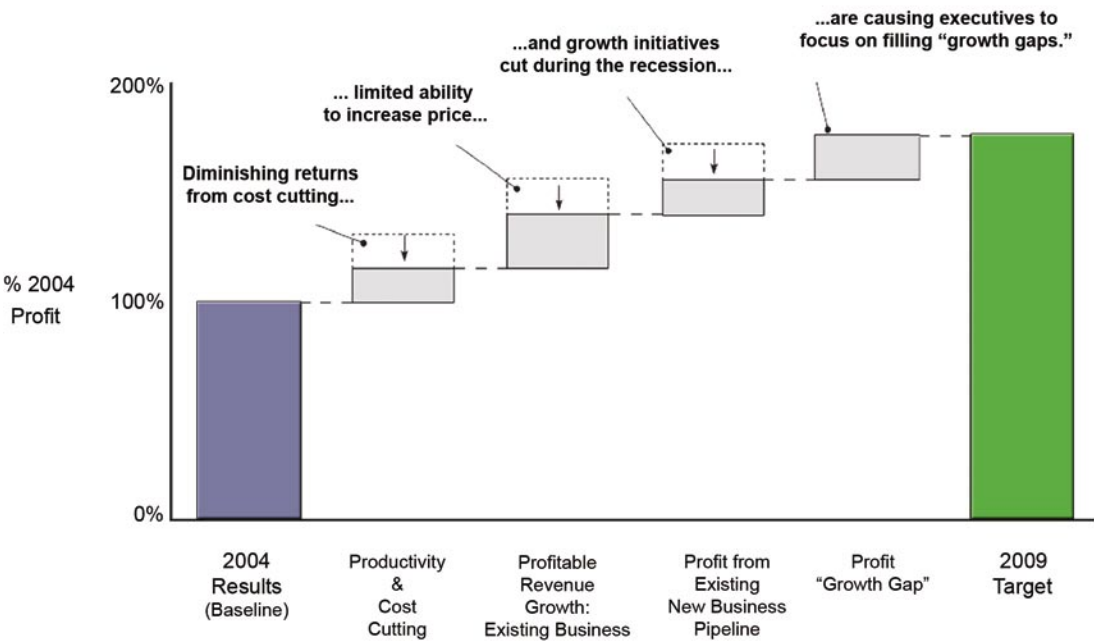 ...are causing executives to
focus on filling “growth gaps.”
...and growth initiatives
cut during the recession...
... limited ability
to increase price...
Diminishing returns
from cost cutting...
200%
100%
0%
% 2004
Profit
2004
Results
(Baseline)
Productivity
&
Cost
Cutting
Profitable
Revenue
Growth:
Existing Business
Profit from
Existing
New Business
Pipeline
Profit
“Growth Gap”
2009
Target